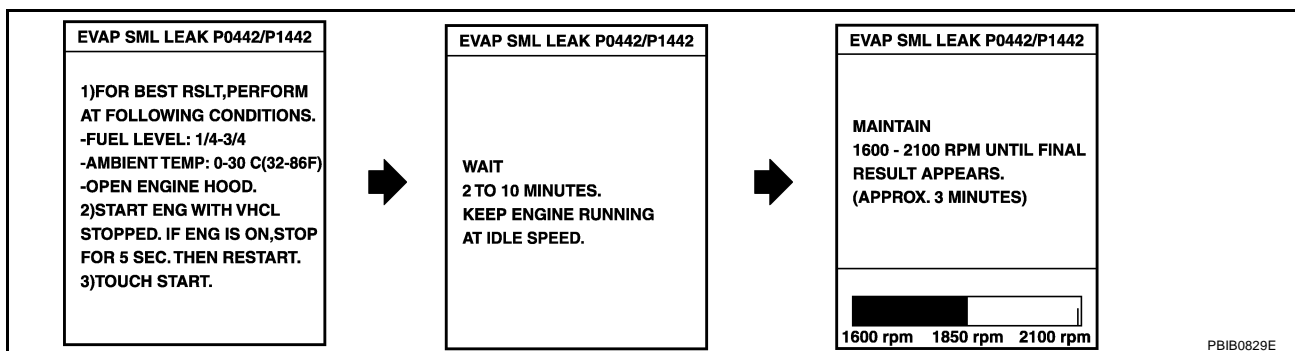 EVAP SML LEAK P0442/P1442
1)FOR BEST RSLT,PERFORM
AT FOLLOWING CONDITIONS.
-FUEL LEVEL: 1/4-3/4
-AMBIENT TEMP: 0-30 C(32-86F)
-OPEN ENGINE HOOD.
2)START ENG WITH VHCL
STOPPED. IF ENG IS ON,STOP
FOR 5 SEC. THEN RESTART.
3)TOUCH START.
EVAP SML LEAK P0442/P1442
WAIT
2 TO 10 MINUTES.
KEEP ENGINE RUNNING
AT IDLE SPEED.
EVAP SML LEAK P0442/P1442
MAINTAIN
1600 - 2100 RPM UNTIL FINAL
RESULT APPEARS.
(APPROX. 3 MINUTES)
1600 rpm 1850 rpm 2100 rpm
PBIB0829E